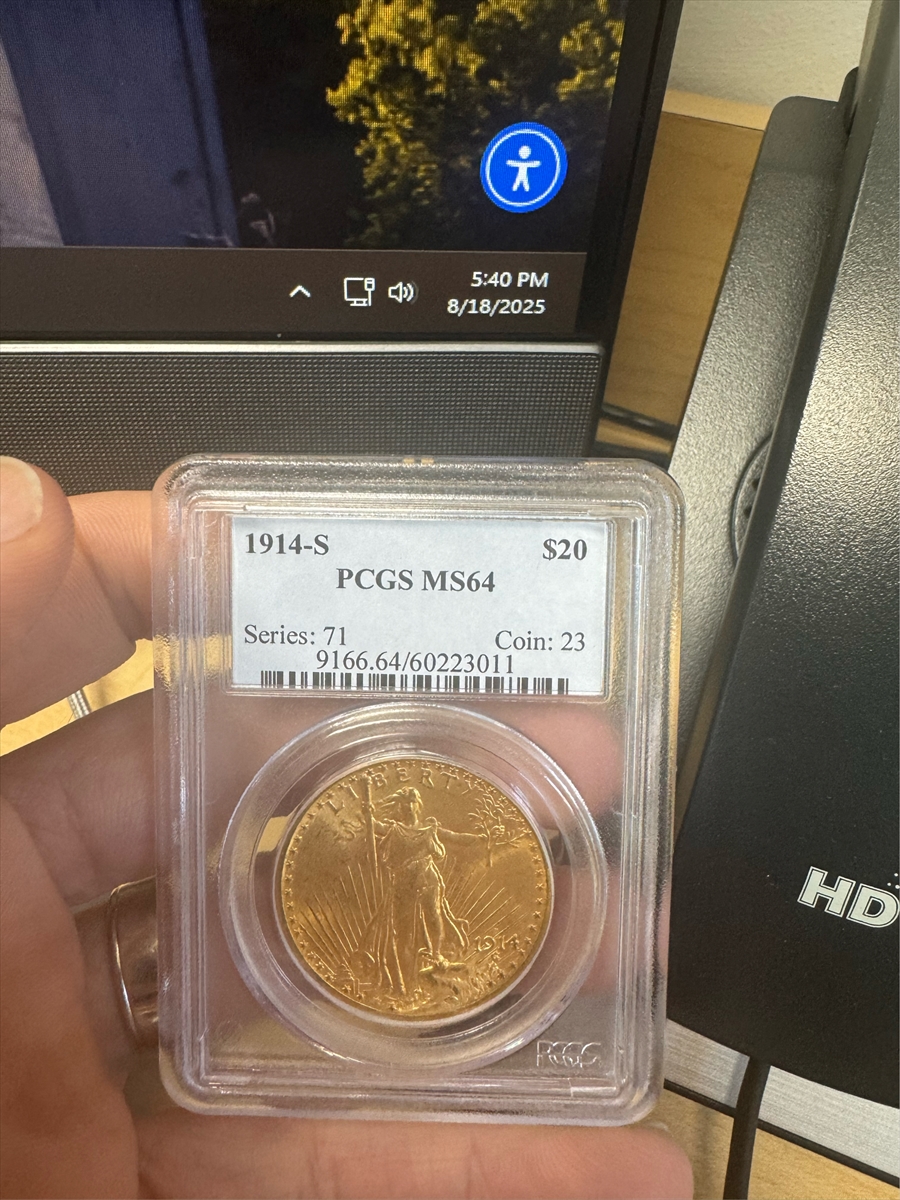 5:40 PM
8/18/2025
1914-S $20
PCGS MS64
Series: 71 Coin: 23
9166.64/60223011
LIBERTY
1914
PCGS
HD